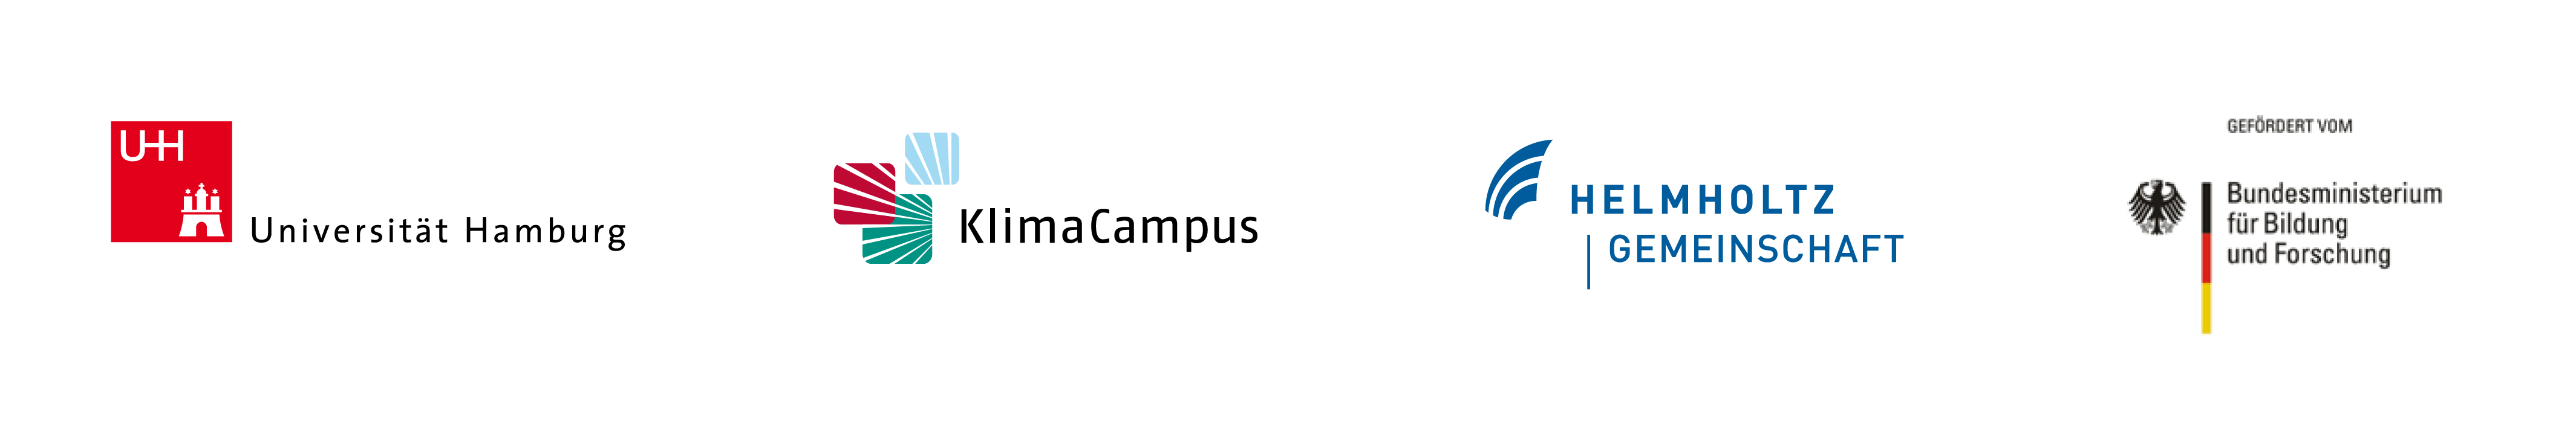 UHH
Universität Hamburg
KlimaCampus
HELMHOLTZ
GEMEINSCHAFT
GEFÖRDERT VOM
Bundesministerium
für Bildung
und Forschung